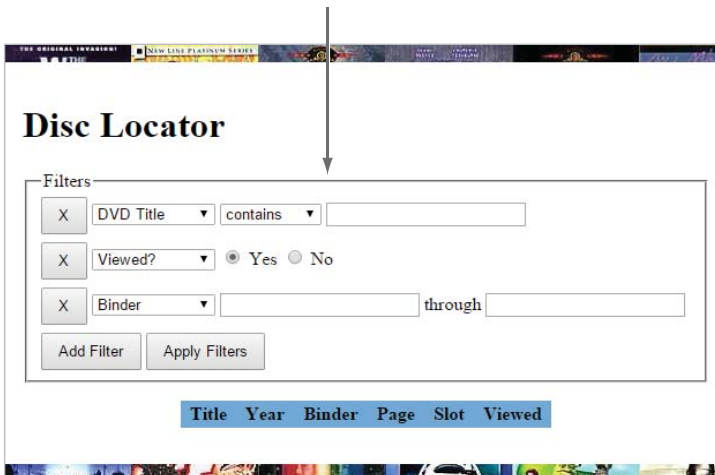 THE ORIGINAL INVASION!
NEW LINE PLATINUM SERIES
THE
Disc Locator
Filters
X DVD Title contains
X Viewed? Yes No
X Binder through
Add Filter Apply Filters
Title Year Binder Page Slot Viewed